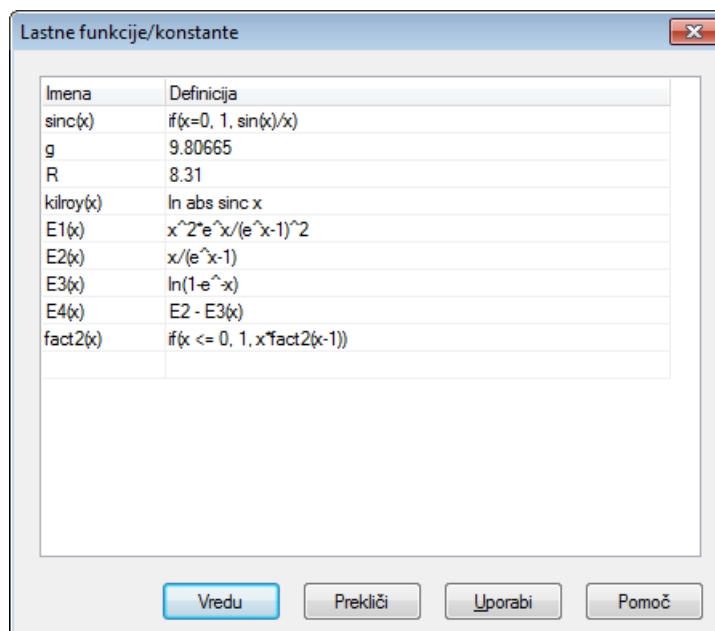 Lastne funkcije/konstante
Imena Definicija
sinc(x) if(x=0, 1, sin(x)/x)
g 9.80665
R 8.31
kilroy(x) ln abs sinc x
E1(x) x^2*e^x/(e^x-1)^2
E2(x) x/(e^x-1)
E3(x) ln(1-e^-x)
E4(x) E2 - E3(x)
fact2(x) if(x <= 0, 1, x*fact2(x-1))
Vredu Prekliči Uporabi Pomoč